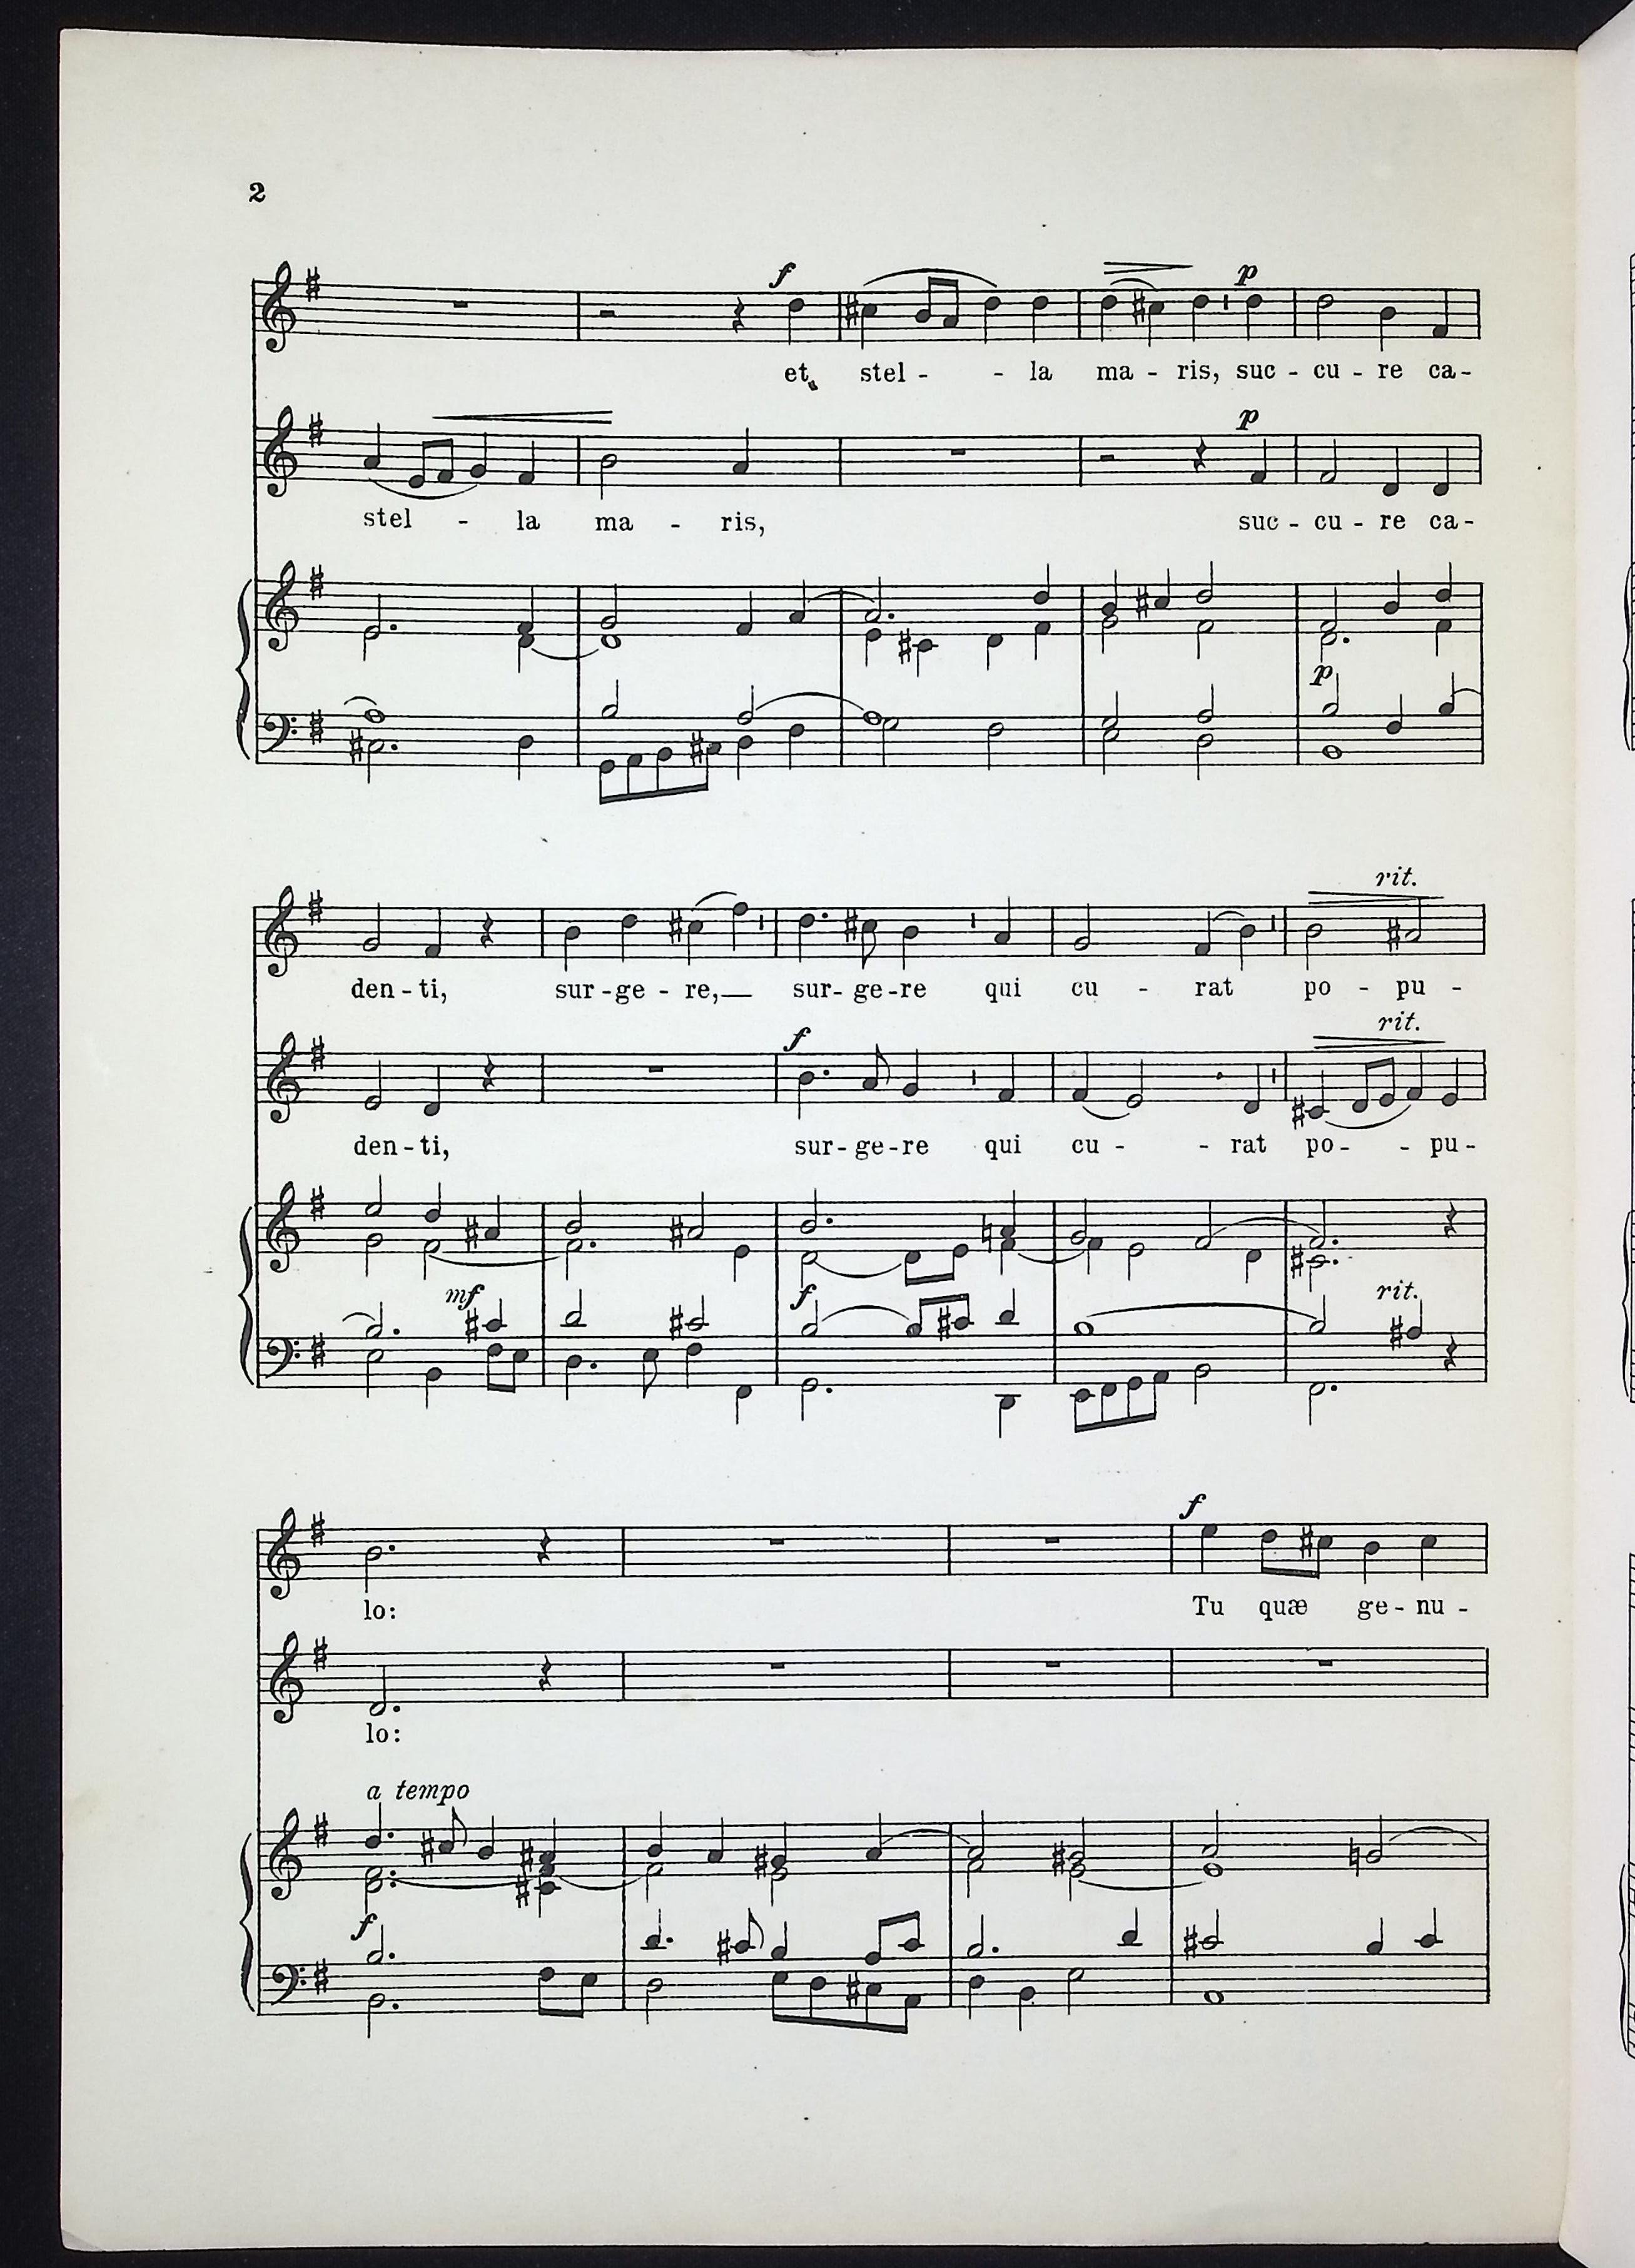 2
f p
et stel - - la ma - ris, suc - cu - re ca -
p
stel - la ma - ris, suc - cu - re ca -
p
rit.
den - ti, sur - ge - re,— sur - ge - re qui cu - rat po - pu -
f rit.
den - ti, sur - ge - re qui cu - - rat po - - pu -
mf f rit.
f
lo: Tu quæ ge - nu -
lo:
a tempo
f